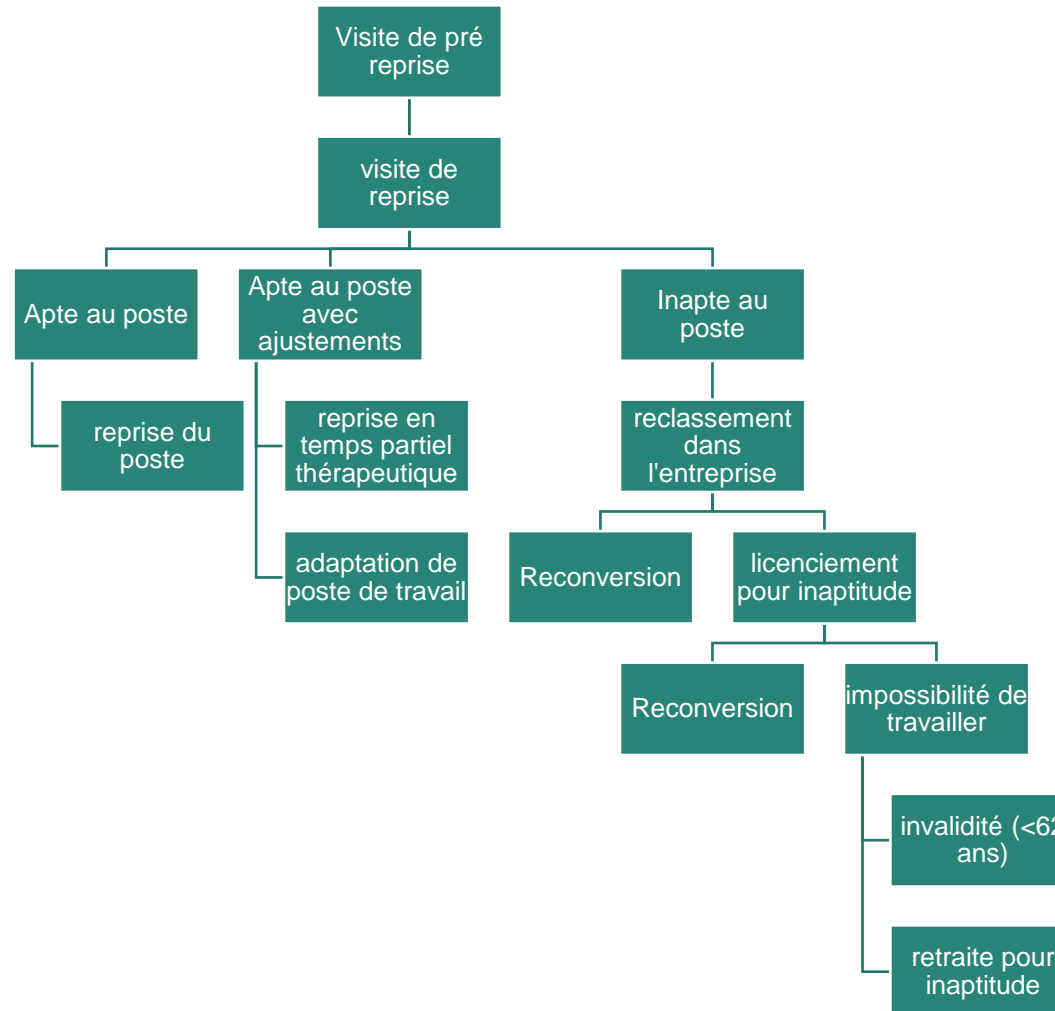 Visite de pré
reprise
visite de
reprise
Apte au poste
Apte au poste
avec
ajustements
Inapte au
poste
reprise du
poste
reprise en
temps partiel
thérapeutique
reclassement
dans
l'entreprise
adaptation de
poste de travail
Reconversion
licenciement
pour inaptitude
Reconversion
impossibilité de
travailler
invalidité (<62
ans)
retraite pour
inaptitude